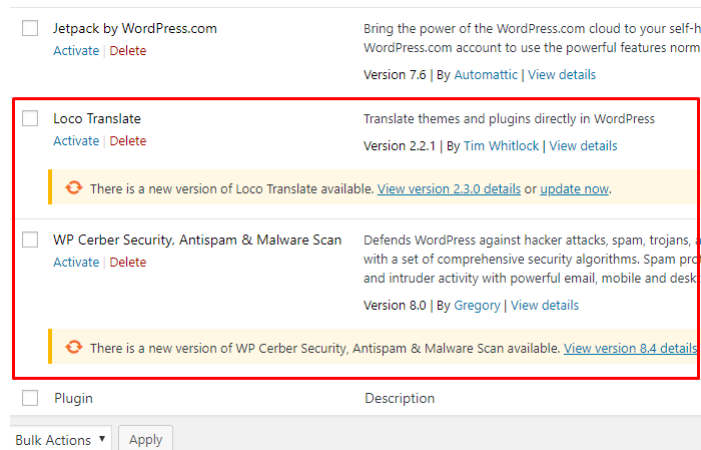 Jetpack by WordPress.com
Bring the power of the WordPress.com cloud to your self-h
Activate | Delete
WordPress.com account to use the powerful features norm
Version 7.6 | By Automattic | View details
Loco Translate
Translate themes and plugins directly in WordPress
Activate | Delete
Version 2.2.1 | By Tim Whitlock | View details
There is a new version of Loco Translate available. View version 2.3.0 details or update now.
WP Cerber Security, Antispam & Malware Scan
Defends WordPress against hacker attacks, spam, trojans, a
Activate | Delete
with a set of comprehensive security algorithms. Spam pro
and intruder activity with powerful email, mobile and desk
Version 8.0 | By Gregory | View details
There is a new version of WP Cerber Security, Antispam & Malware Scan available. View version 8.4 details
Plugin
Description
Bulk Actions
Apply